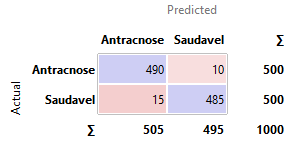 Predicted
Antracnose Saudavel ∑
Actual
Antracnose 490 10 500
Saudavel 15 485 500
∑ 505 495 1000